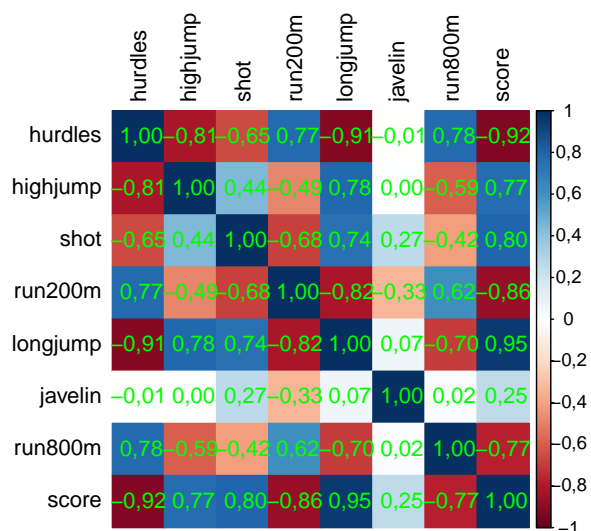 hurdles highjump shot run200m longjump javelin run800m score
hurdles 1,00 −0,81 −0,65 0,77 −0,91 −0,01 0,78 −0,92
highjump −0,81 1,00 0,44 −0,49 0,78 0,00 −0,59 0,77
shot −0,65 0,44 1,00 −0,68 0,74 0,27 −0,42 0,80
run200m 0,77 −0,49 −0,68 1,00 −0,82 −0,33 0,62 −0,86
longjump −0,91 0,78 0,74 −0,82 1,00 0,07 −0,70 0,95
javelin −0,01 0,00 0,27 −0,33 0,07 1,00 0,02 0,25
run800m 0,78 −0,59 −0,42 0,62 −0,70 0,02 1,00 −0,77
score −0,92 0,77 0,80 −0,86 0,95 0,25 −0,77 1,00
1
0,8
0,6
0,4
0,2
0
−0,2
−0,4
−0,6
−0,8
−1